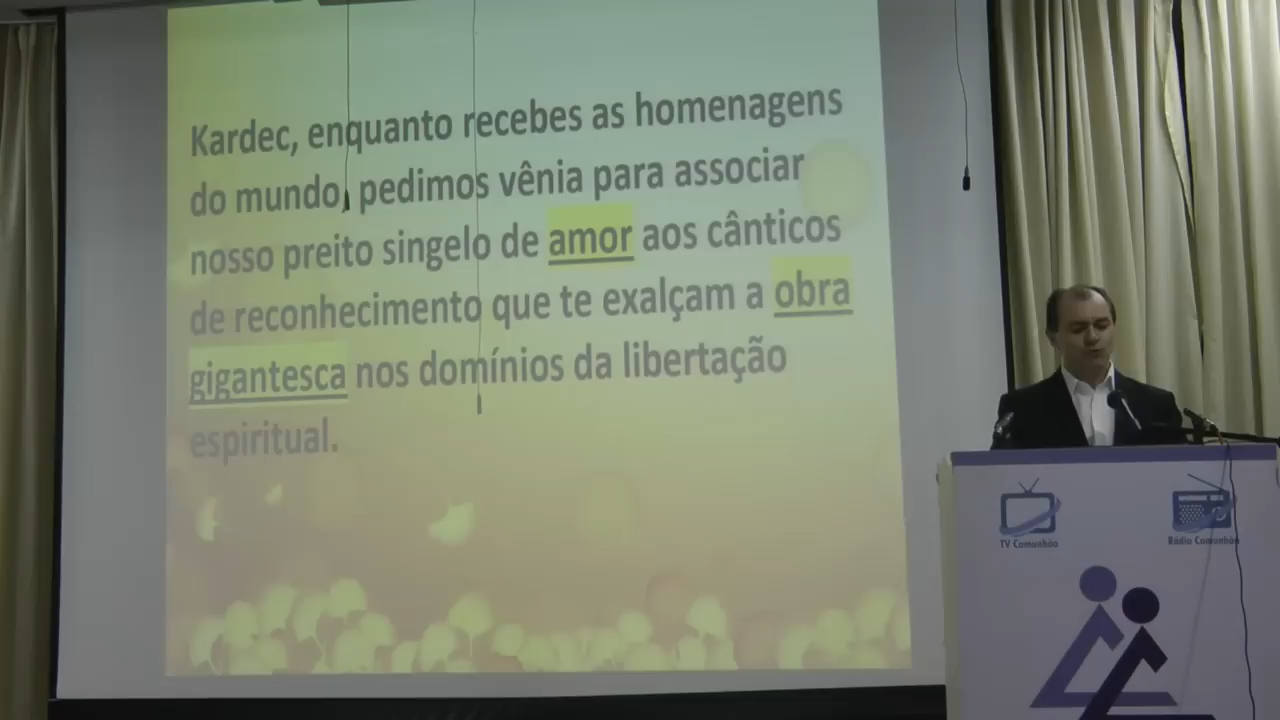 Kardec, enquanto recebes as homenagens
do mundo, pedimos vênia para associar
nosso preito singelo de amor aos cânticos
de reconhecimento que te exalçam a obra
gigantesca nos domínios da libertação
espiritual.
TV Comunhão
Rádio Comunhão